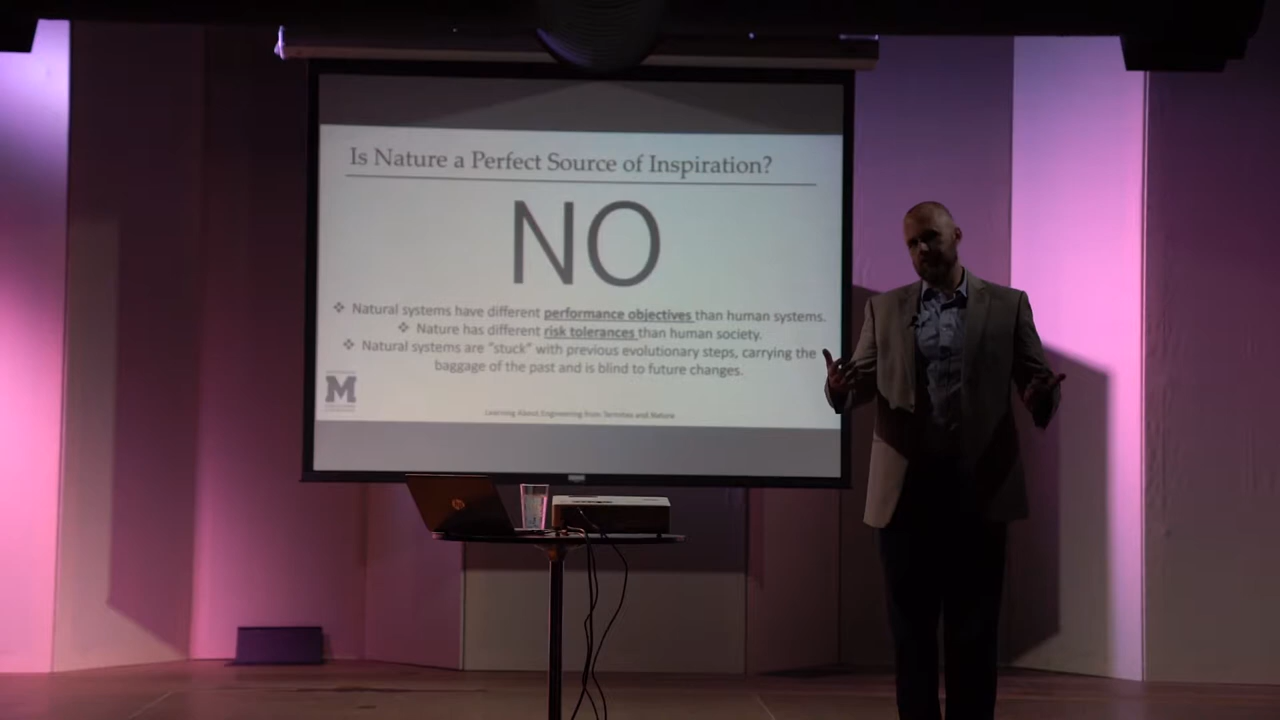 Is Nature a Perfect Source of Inspiration?
NO
❖ Natural systems have different performance objectives than human systems.
❖ Nature has different risk tolerances than human society.
❖ Natural systems are "stuck" with previous evolutionary steps, carrying the
baggage of the past and is blind to future changes.
M
Learning About Engineering from Termites and Nature
hp